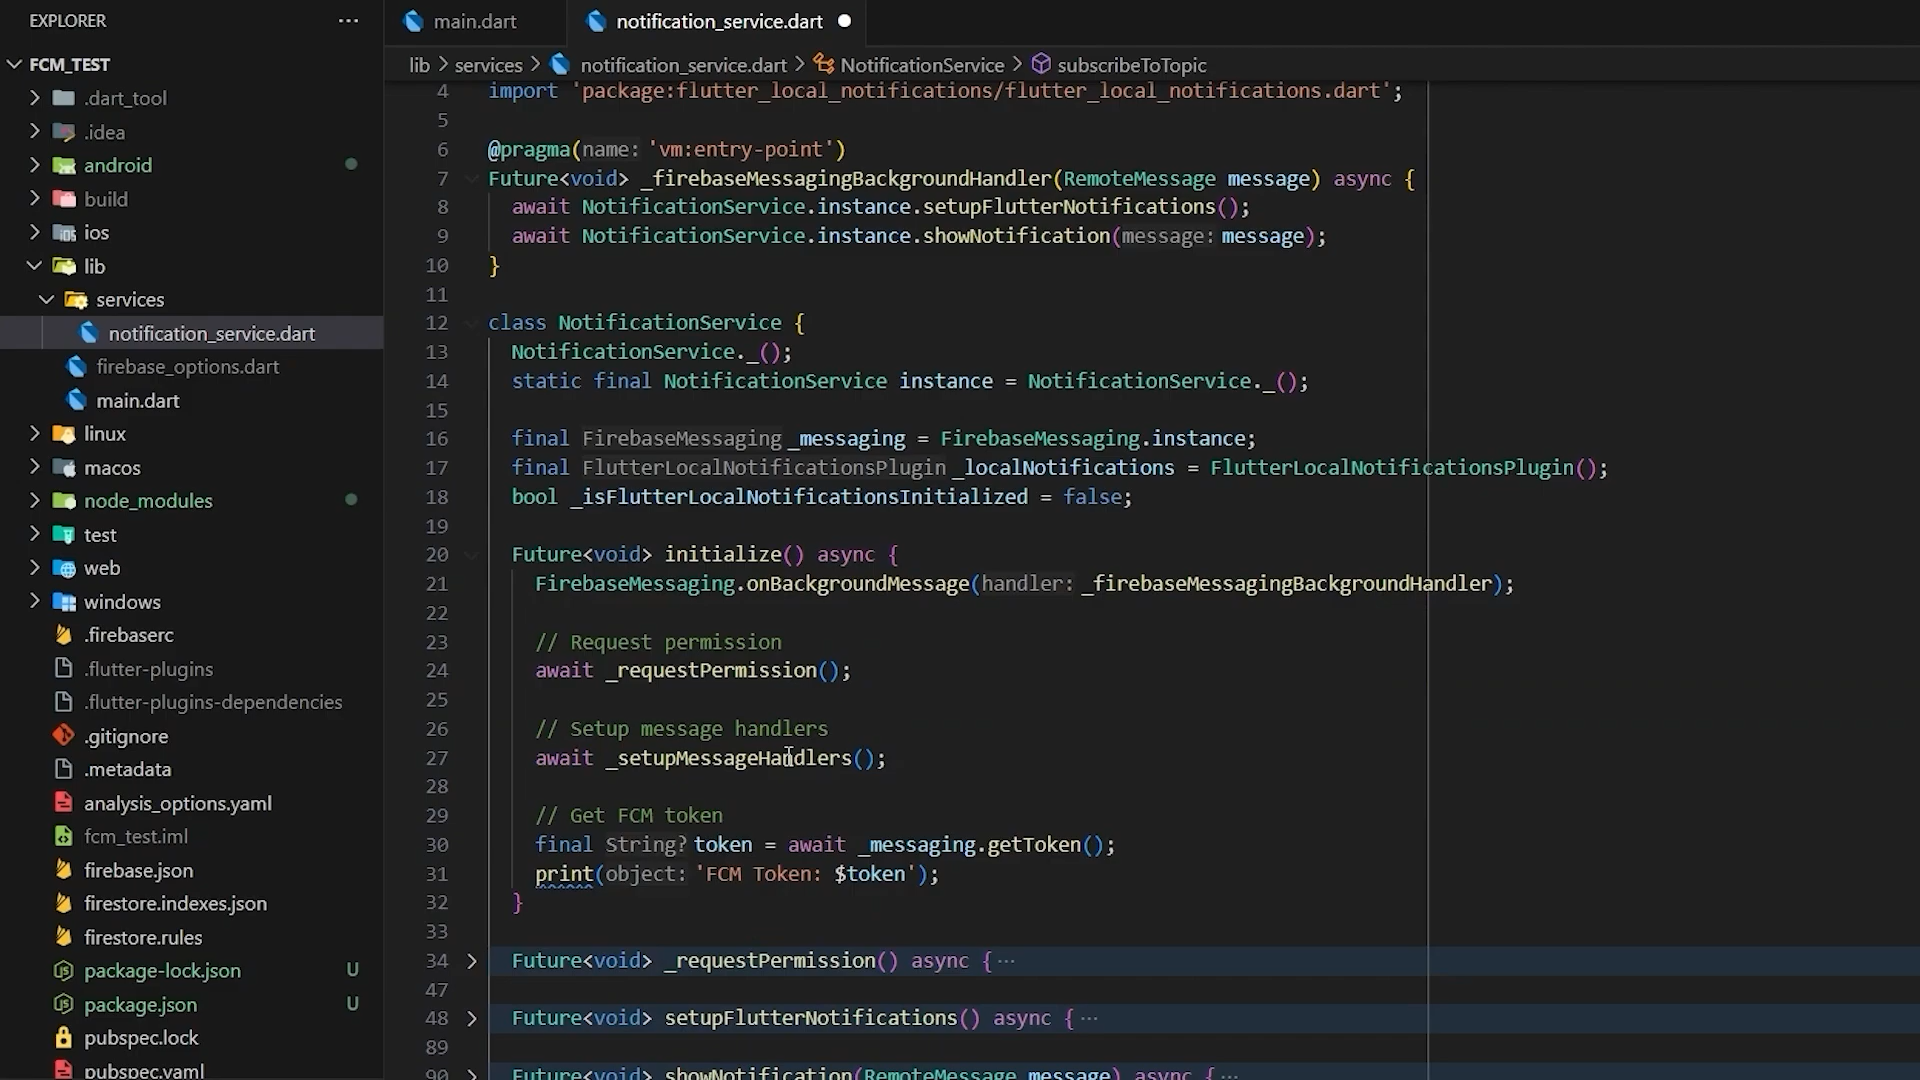 EXPLORER
FCM_TEST
.dart_tool
.idea
android
build
ios
lib
services
notification_service.dart
firebase_options.dart
main.dart
linux
macos
node_modules
test
web
windows
.firebaserc
.flutter-plugins
.flutter-plugins-dependencies
.gitignore
.metadata
analysis_options.yaml
fcm_test.iml
firebase.json
firestore.indexes.json
firestore.rules
package-lock.json U
package.json U
pubspec.lock
pubspec.yaml
main.dart notification_service.dart
lib > services > notification_service.dart > NotificationService > subscribeToTopic
4 import 'package:flutter_local_notifications/flutter_local_notifications.dart';
5
6 @pragma(name: 'vm:entry-point')
7 Future<void> _firebaseMessagingBackgroundHandler(RemoteMessage message) async {
8 await NotificationService.instance.setupFlutterNotifications();
9 await NotificationService.instance.showNotification(message: message);
10 }
11
12 class NotificationService {
13 NotificationService._();
14 static final NotificationService instance = NotificationService._();
15
16 final FirebaseMessaging _messaging = FirebaseMessaging.instance;
17 final FlutterLocalNotificationsPlugin _localNotifications = FlutterLocalNotificationsPlugin();
18 bool _isFlutterLocalNotificationsInitialized = false;
19
20 Future<void> initialize() async {
21 FirebaseMessaging.onBackgroundMessage(handler: _firebaseMessagingBackgroundHandler);
22
23 // Request permission
24 await _requestPermission();
25
26 // Setup message handlers
27 await _setupMessageHandlers();
28
29 // Get FCM token
30 final String? token = await _messaging.getToken();
31 print(object: 'FCM Token: $token');
32 }
33
34 Future<void> _requestPermission() async { ...
47
48 Future<void> setupFlutterNotifications() async { ...
89
90 Future<void> showNotification(RemoteMessage message) async { ...